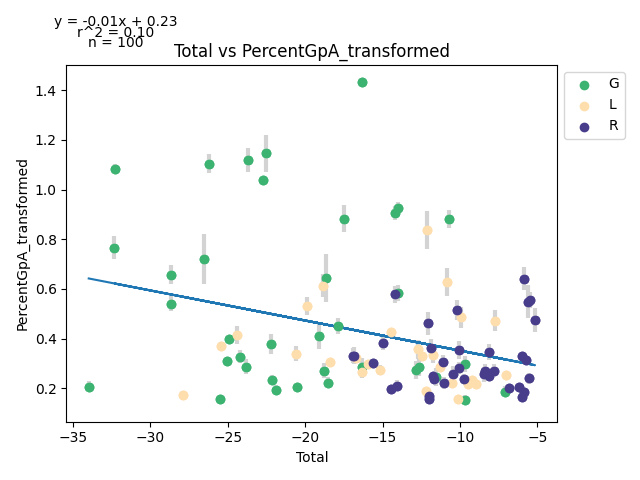 y = -0.01x + 0.23
r^2 = 0.10
n = 100
Total vs PercentGpA_transformed
PercentGpA_transformed
1.4
1.2
1.0
0.8
0.6
0.4
0.2
−35
−30
−25
−20
−15
−10
−5
Total
G
L
R